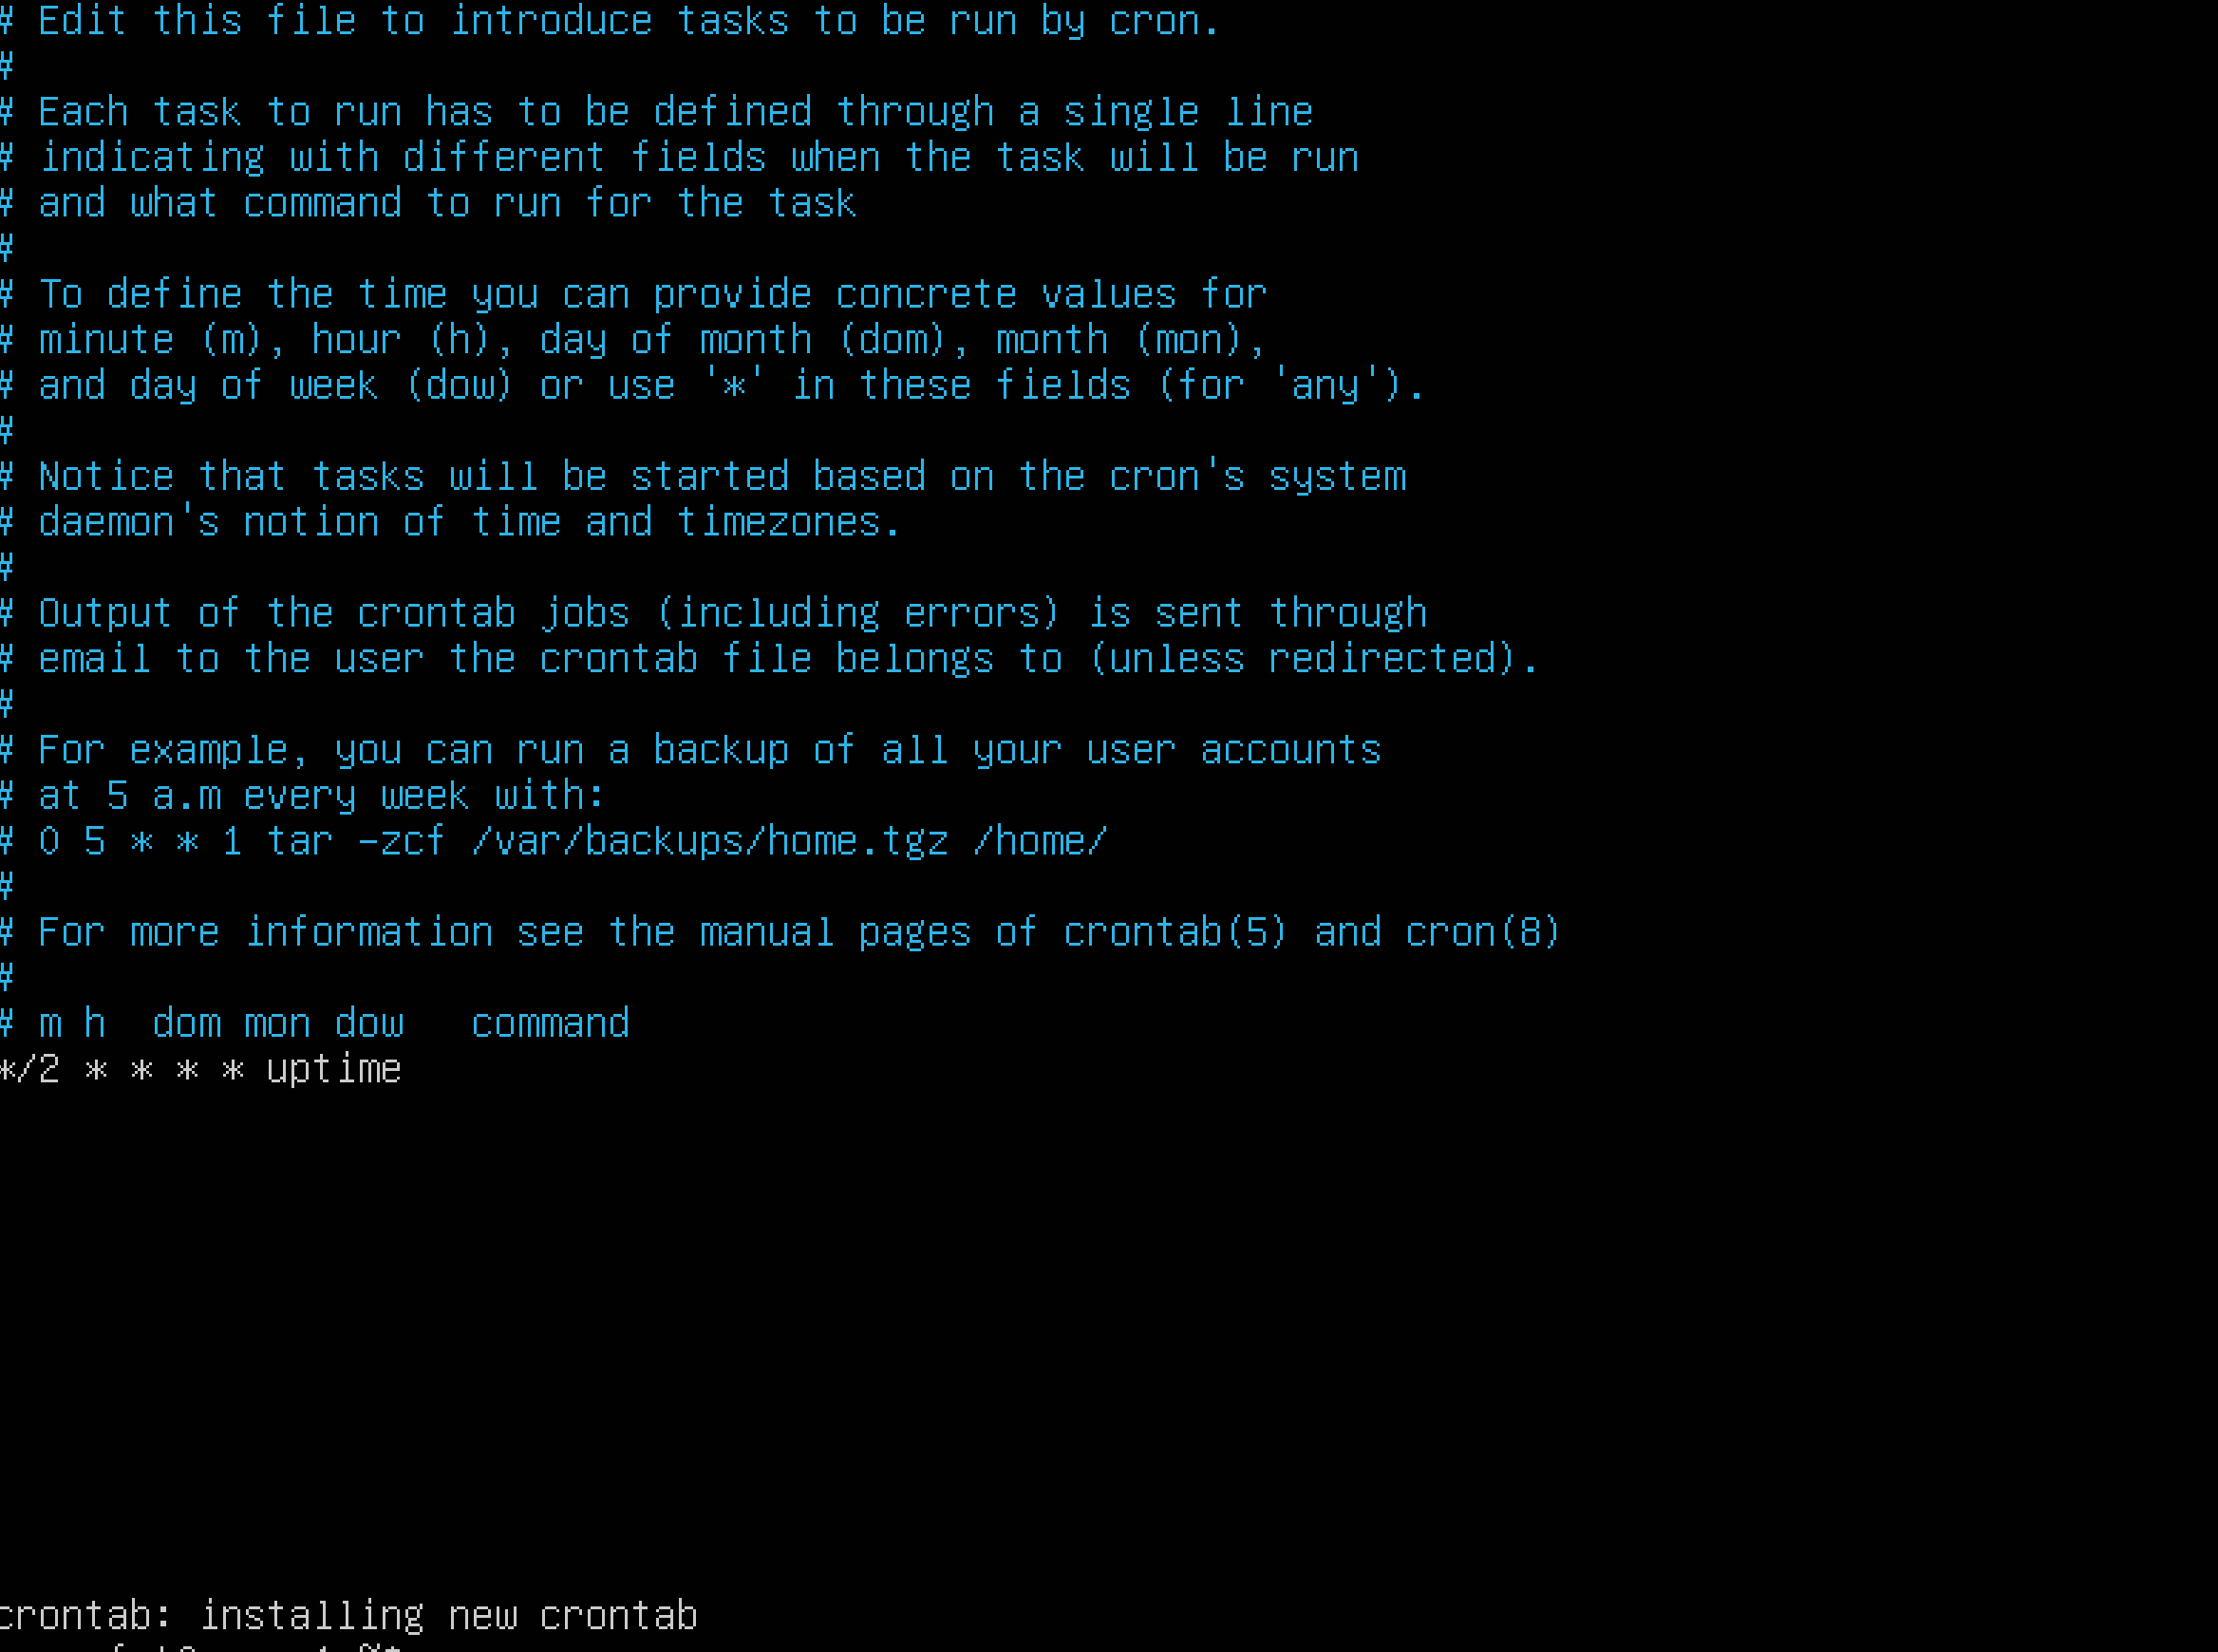 # Edit this file to introduce tasks to be run by cron.
#
# Each task to run has to be defined through a single line
# indicating with different fields when the task will be run
# and what command to run for the task
#
# To define the time you can provide concrete values for
# minute (m), hour (h), day of month (dom), month (mon),
# and day of week (dow) or use '*' in these fields (for 'any').
#
# Notice that tasks will be started based on the cron's system
# daemon's notion of time and timezones.
#
# Output of the crontab jobs (including errors) is sent through
# email to the user the crontab file belongs to (unless redirected).
#
# For example, you can run a backup of all your user accounts
# at 5 a.m every week with:
# 0 5 * * 1 tar -zcf /var/backups/home.tgz /home/
#
# For more information see the manual pages of crontab(5) and cron(8)
#
# m h  dom mon dow   command
*/2 * * * * uptime
crontab: installing new crontab